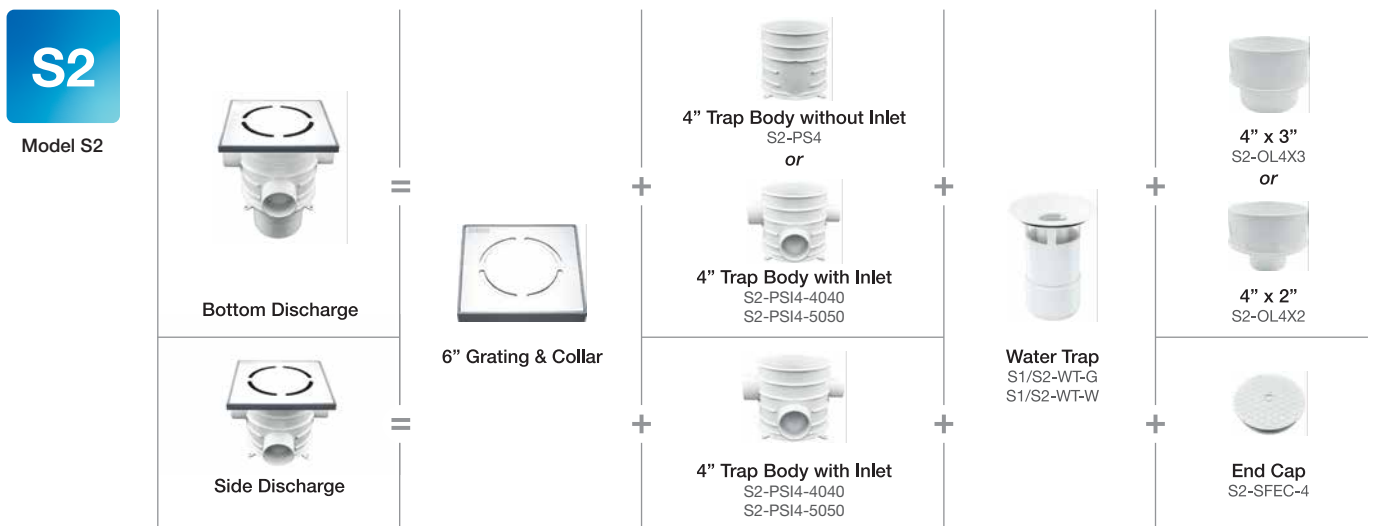 S2
Model S2
Bottom Discharge
=
6” Grating & Collar
+
4” Trap Body without Inlet
S2-PS4
or
4” Trap Body with Inlet
S2-PSI4-4040
S2-PSI4-5050
+
Water Trap
S1/S2-WT-G
S1/S2-WT-W
+
4” x 3”
S2-OL4X3
or
4” x 2”
S2-OL4X2
Side Discharge
=
+
4” Trap Body with Inlet
S2-PSI4-4040
S2-PSI4-5050
+
+
End Cap
S2-SFEC-4